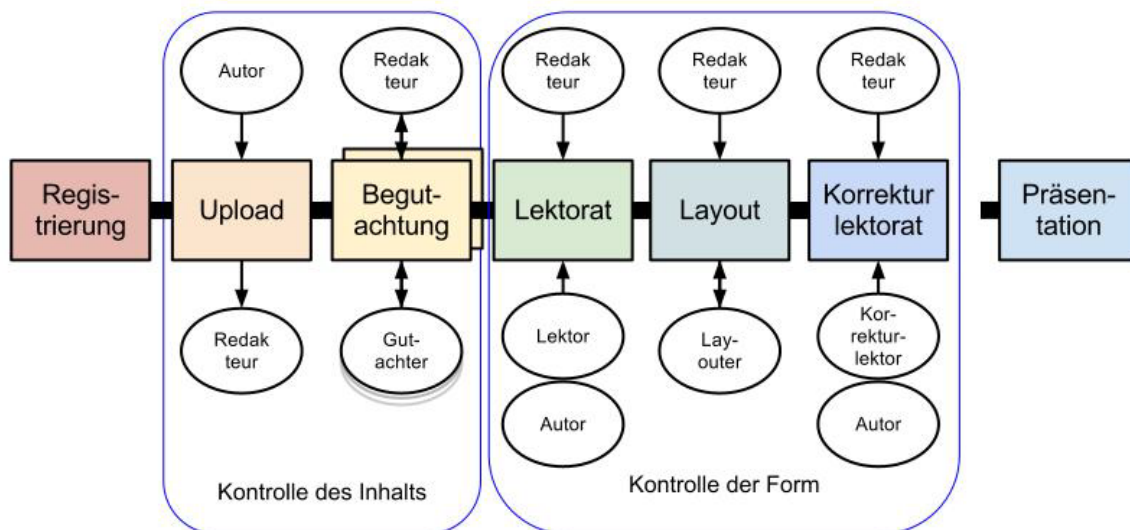 Autor
Redak
teur
Redak
teur
Redak
teur
Redak
teur
Regis-
trierung
Upload
Begut-
achtung
Lektorat
Layout
Korrektur
lektorat
Präsen-
tation
Redak
teur
Gut-
achter
Lektor
Lay-
outer
Kor-
rektur-
lektor
Autor
Autor
Kontrolle des Inhalts
Kontrolle der Form